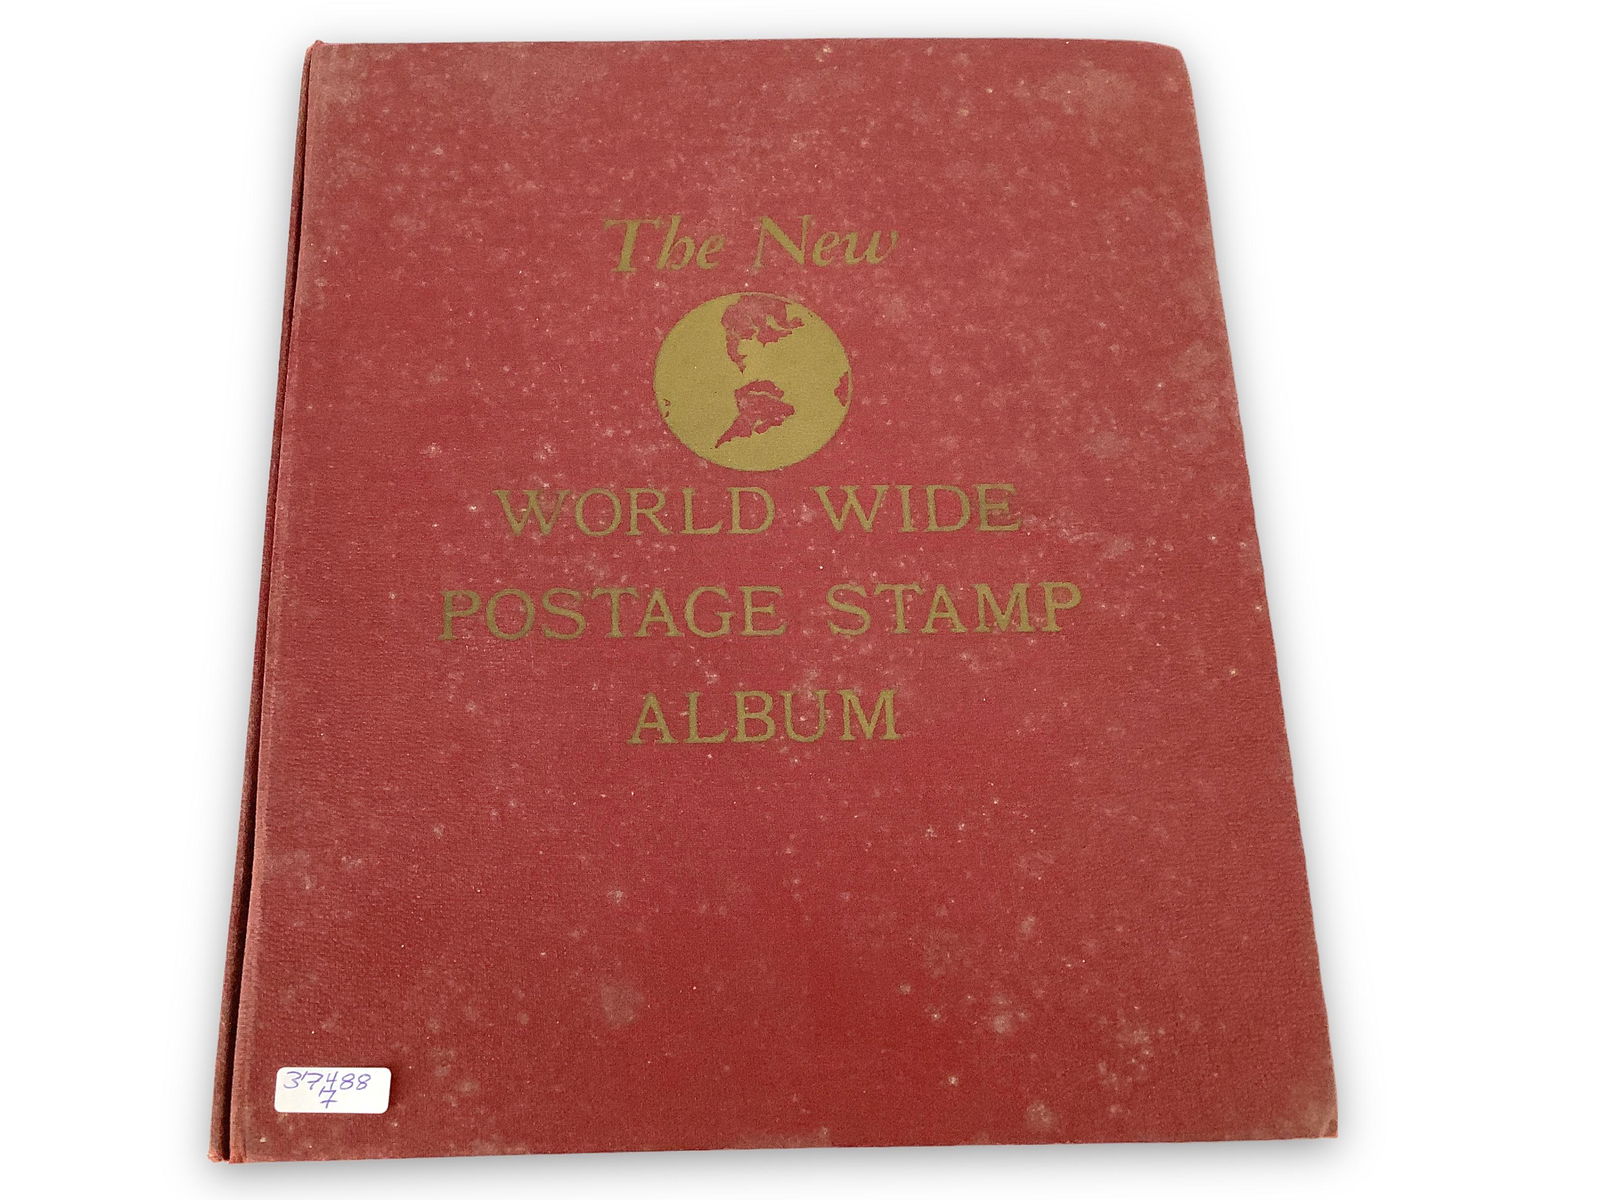 The New
WORLD WIDE
POSTAGE STAMP
ALBUM
37488
7